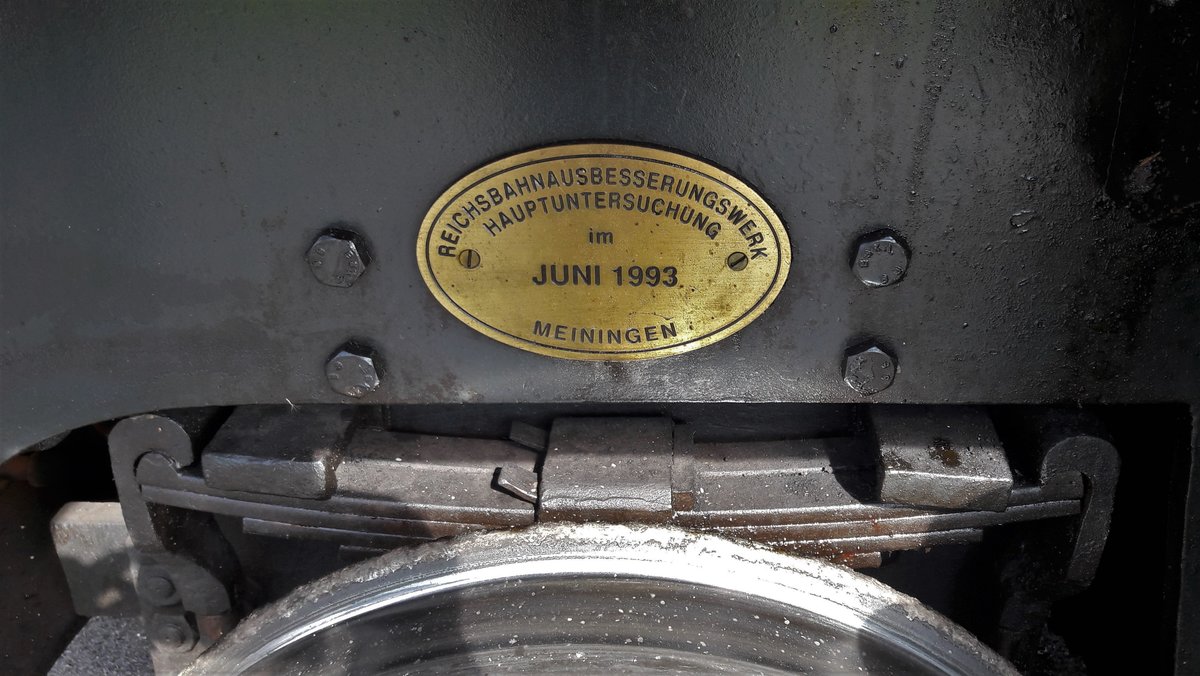 REICHSBAHNAUSBESSERUNGSWERK
HAUPTUNTERSUCHUNG
im
JUNI 1993
MEININGEN